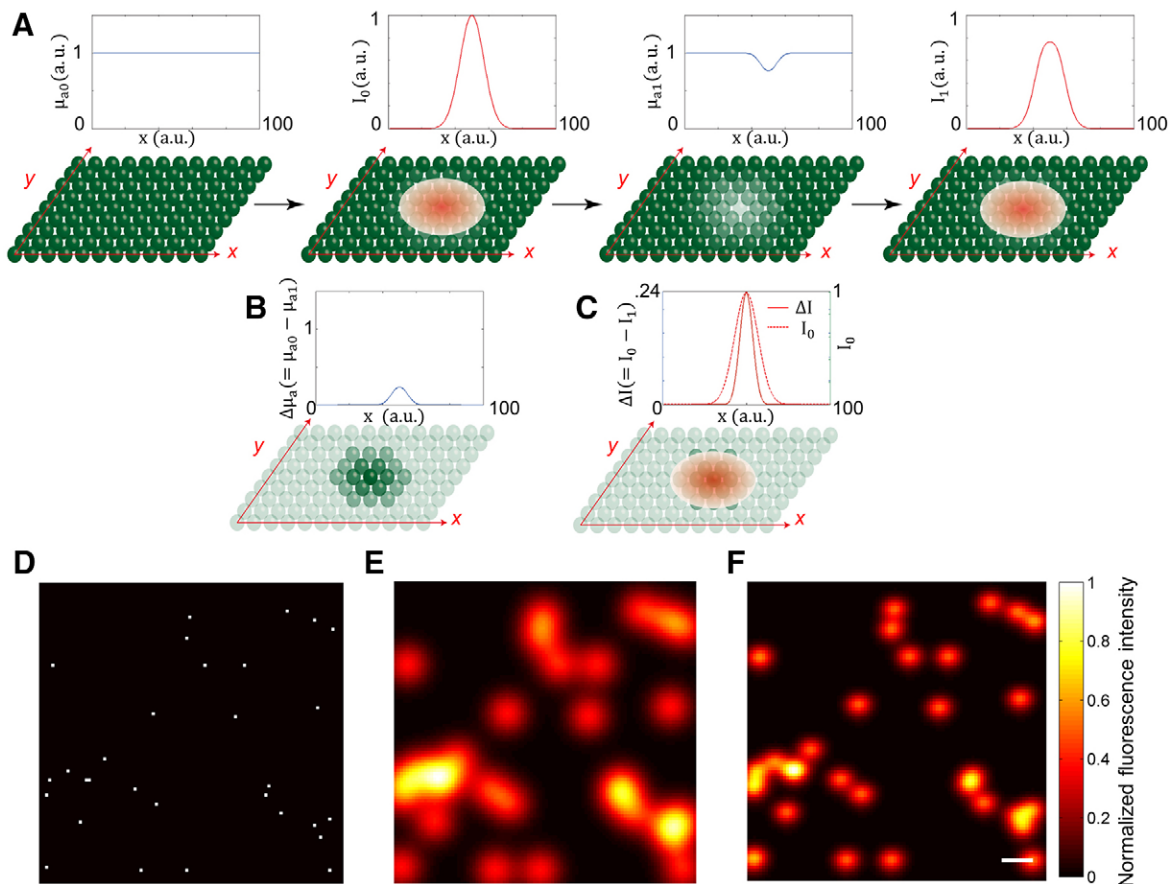 A
1
μa0(a.u.)
0
x (a.u.)
100
y
x
1
I0(a.u.)
0
x (a.u.)
100
y
x
1
μa1(a.u.)
0
x (a.u.)
100
y
x
1
I1(a.u.)
0
x (a.u.)
100
y
x
B
1
Δμa(= μa0 − μa1)
0
x (a.u.)
100
y
x
C
.24
ΔI(= I0 − I1)
0
ΔI
I0
1
I0
x (a.u.)
100
y
x
D
E
F
1
0.8
0.6
0.4
0.2
0
Normalized fluorescence intensity